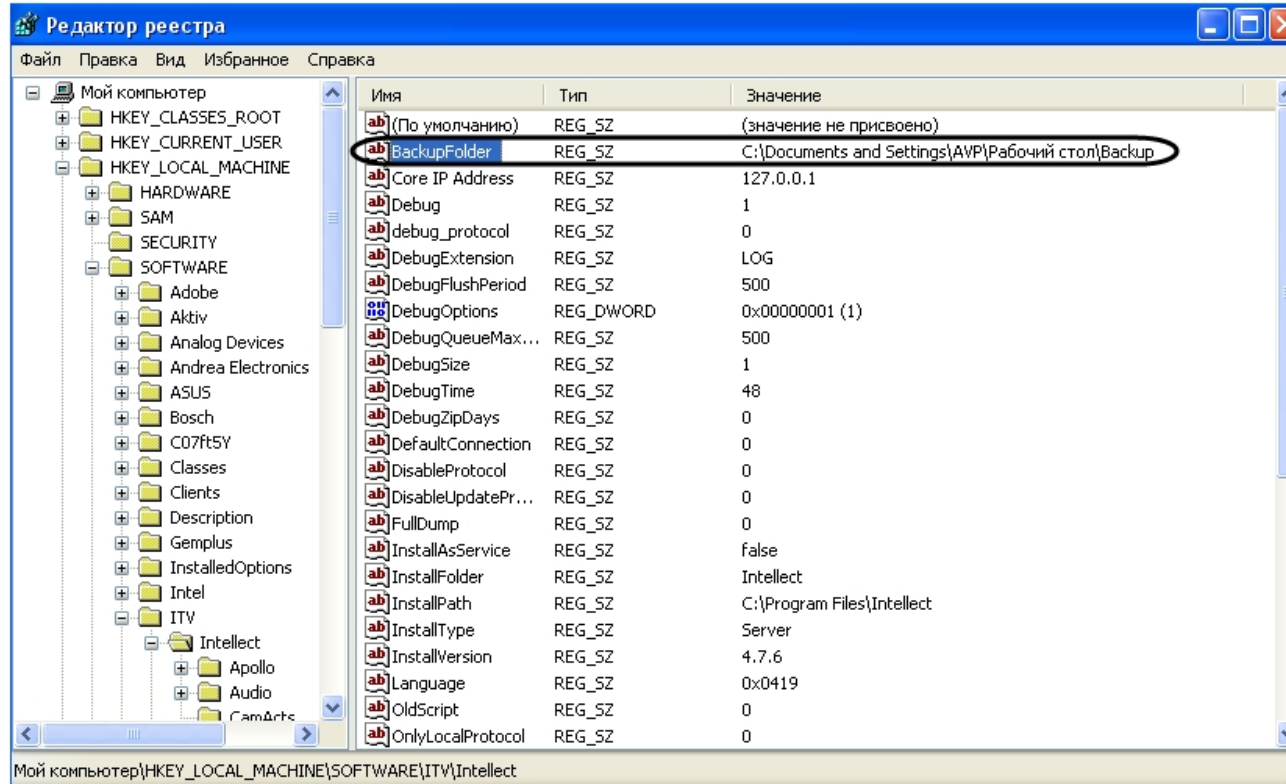 Редактор реестра
Файл Правка Вид Избранное Справка
Мой компьютер
HKEY_CLASSES_ROOT
HKEY_CURRENT_USER
HKEY_LOCAL_MACHINE
HARDWARE
SAM
SECURITY
SOFTWARE
Adobe
Aktiv
Analog Devices
Andrea Electronics
ASUS
Bosch
C07ft5Y
Classes
Clients
Description
Gemplus
InstalledOptions
Intel
ITV
Intellect
Apollo
Audio
CamActs
Имя Тип Значение
(По умолчанию) REG_SZ (значение не присвоено)
BackupFolder REG_SZ C:\Documents and Settings\AVP\Рабочий стол\Backup
Core IP Address REG_SZ 127.0.0.1
Debug REG_SZ 1
debug_protocol REG_SZ 0
DebugExtension REG_SZ LOG
DebugFlushPeriod REG_SZ 500
DebugOptions REG_DWORD 0x00000001 (1)
DebugQueueMax... REG_SZ 500
DebugSize REG_SZ 1
DebugTime REG_SZ 48
DebugZipDays REG_SZ 0
DefaultConnection REG_SZ 0
DisableProtocol REG_SZ 0
DisableUpdatePr... REG_SZ 0
FullDump REG_SZ 0
InstallAsService REG_SZ false
InstallFolder REG_SZ Intellect
InstallPath REG_SZ C:\Program Files\Intellect
InstallType REG_SZ Server
InstallVersion REG_SZ 4.7.6
Language REG_SZ 0x0419
OldScript REG_SZ 0
OnlyLocalProtocol REG_SZ 0
Мой компьютер\HKEY_LOCAL_MACHINE\SOFTWARE\ITV\Intellect